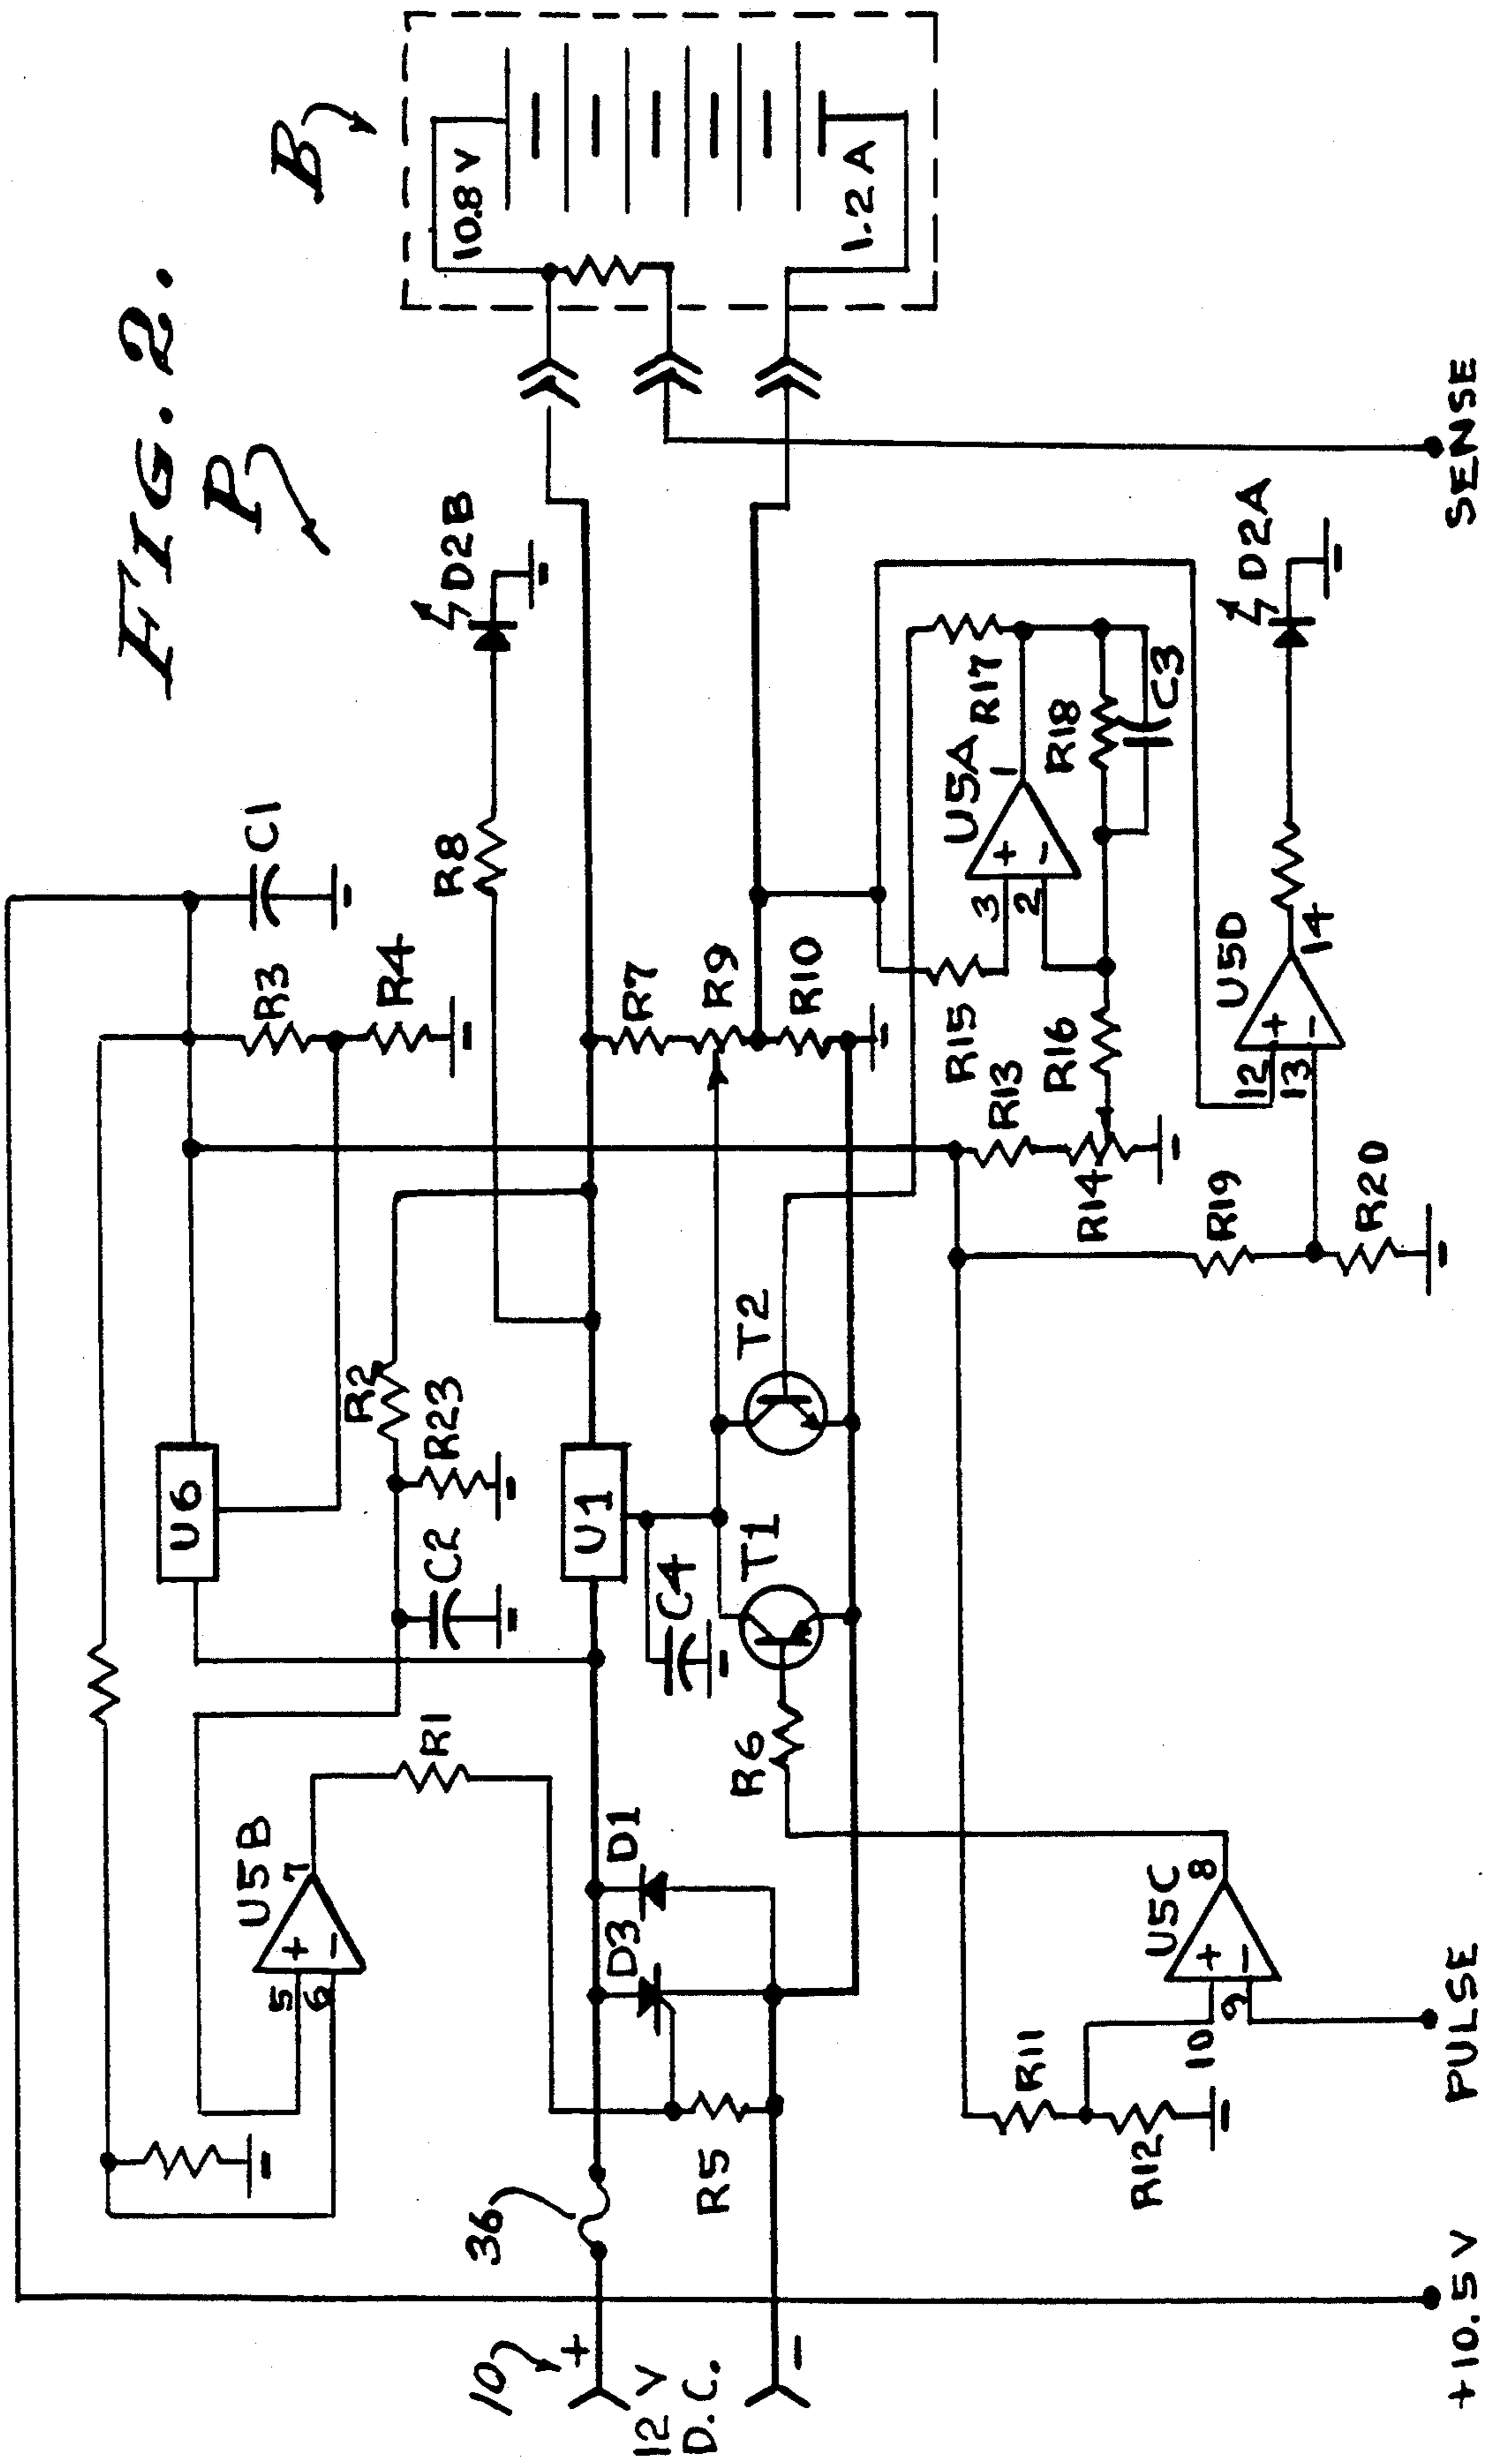 FIG. 2.
P
B
10.8 V
1.2 A
D2B
R8
C1
R3
R4
U6
R2
R23
C2
U5B
5
6
7
+
-
R1
U1
C4
T1
T2
R7
R9
R10
R6
D1
D3
R5
36
10
+
12 V
D.C.
-
U5A
3
2
1
+
-
R17
R18
C3
R15
R16
R13
R14
U5D
12
13
14
+
-
D2A
R19
R20
U5C
10
9
8
+
-
R11
R12
+10.5 V
PULSE
SENSE